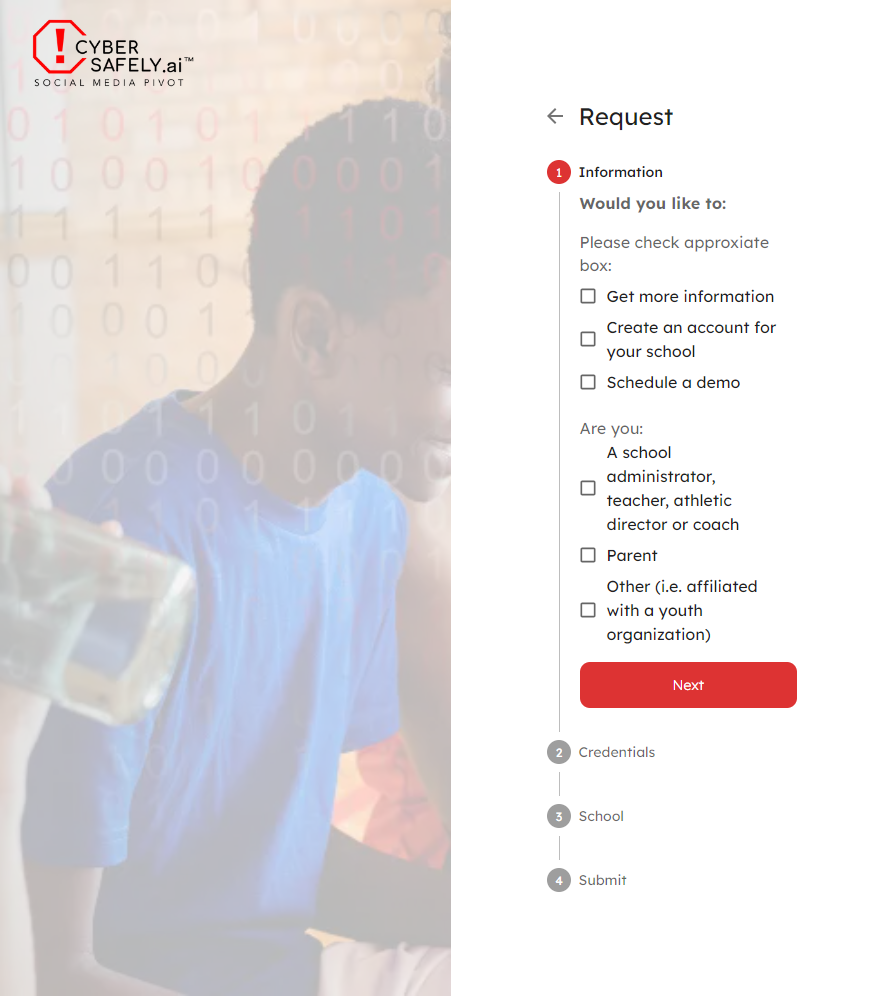 CYBER
SAFELY.ai™
SOCIAL MEDIA PIVOT
Request
1 Information
Would you like to:
Please check approxiate
box:
Get more information
Create an account for
your school
Schedule a demo
Are you:
A school
administrator,
teacher, athletic
director or coach
Parent
Other (i.e. affiliated
with a youth
organization)
Next
2 Credentials
3 School
4 Submit